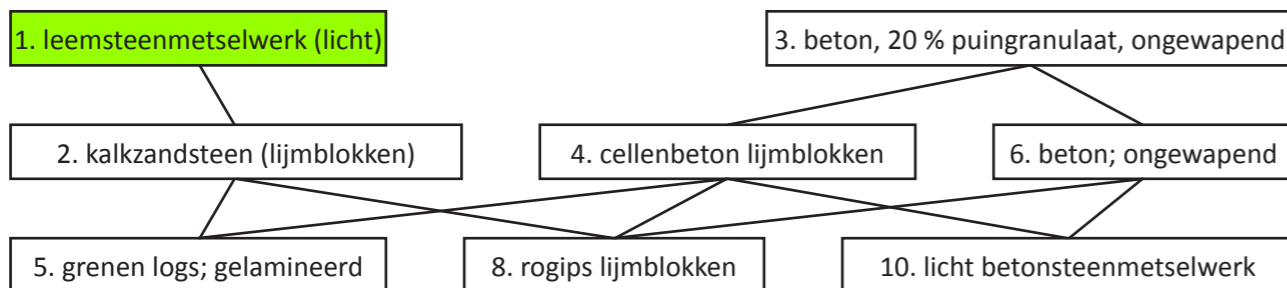 1. leemsteenmetselwerk (licht)
3. beton, 20 % puingranulaat, ongewapend
2. kalkzandsteen (lijmblokken)
4. cellenbeton lijmblokken
6. beton; ongewapend
5. grenen logs; gelamineerd
8. rogips lijmblokken
10. licht betonsteenmetselwerk